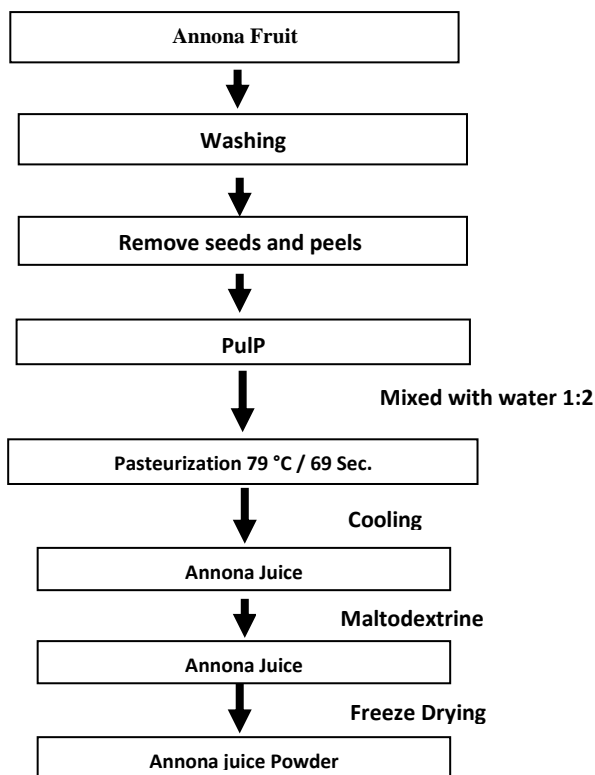 Annona Fruit
Washing
Remove seeds and peels
PulP
Mixed with water 1:2
Pasteurization 79 °C / 69 Sec.
Cooling
Annona Juice
Maltodextrine
Annona Juice
Freeze Drying
Annona juice Powder